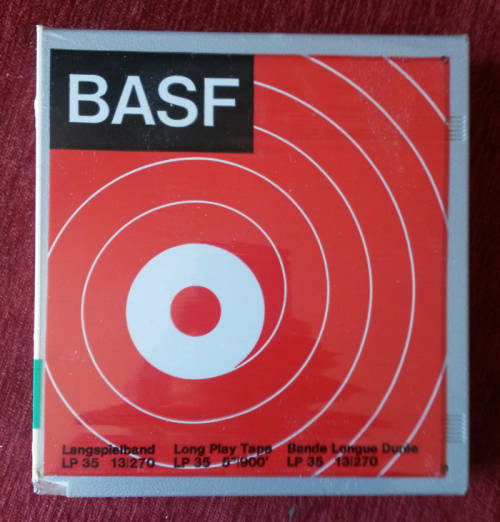 BASF
Langspielband Long Play Tape Bande Longue Durée
LP 35 13|270 LP 35 5"/900' LP 35 13|270